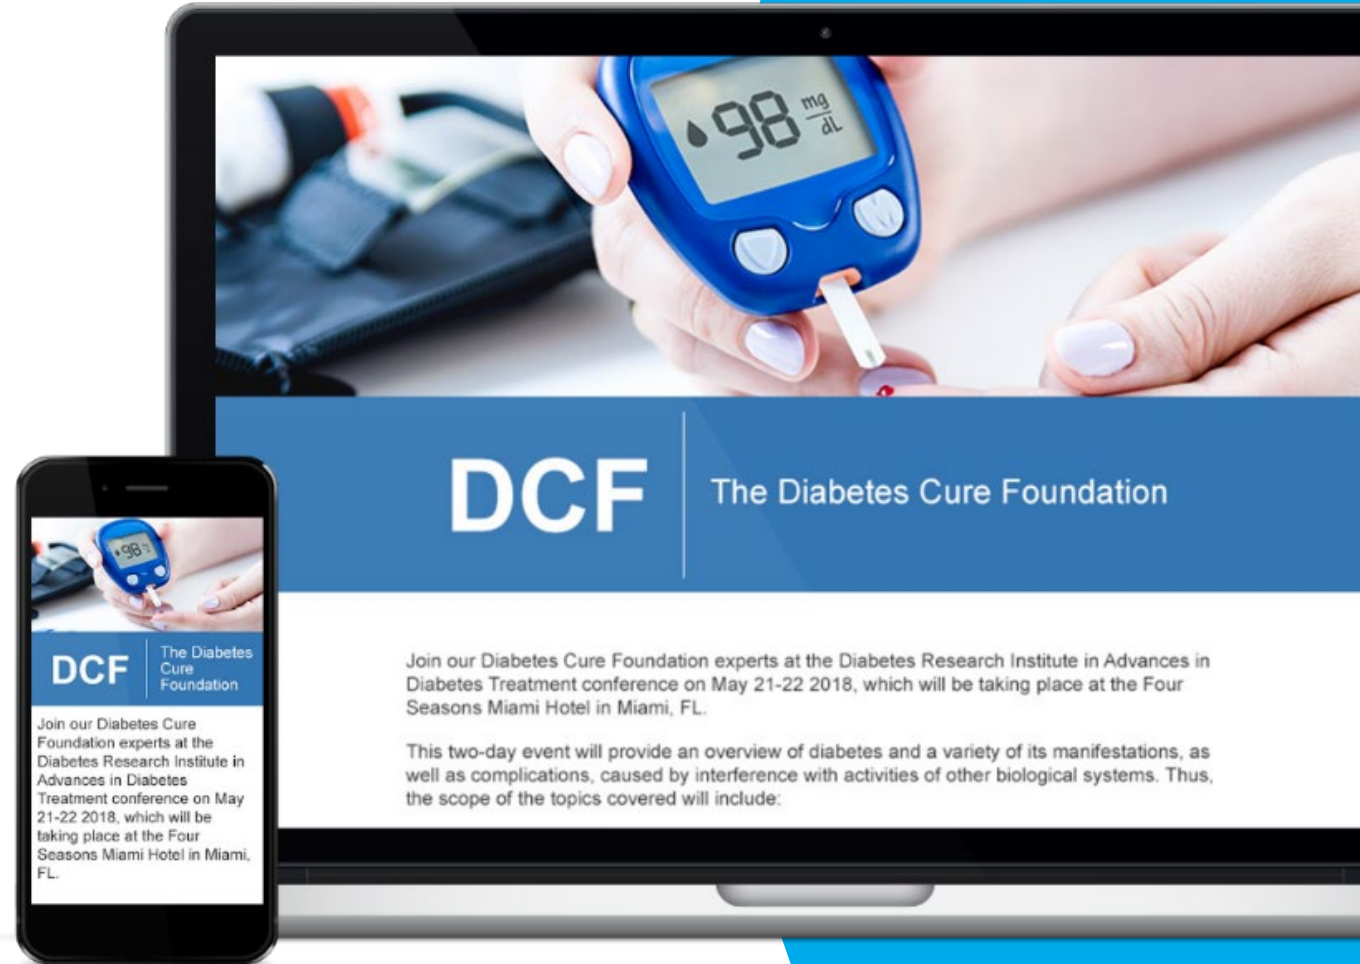 98 mg/dL
DCF
The Diabetes Cure Foundation
Join our Diabetes Cure Foundation experts at the Diabetes Research Institute in Advances in
Diabetes Treatment conference on May 21-22 2018, which will be taking place at the Four
Seasons Miami Hotel in Miami, FL.
This two-day event will provide an overview of diabetes and a variety of its manifestations, as
well as complications, caused by interference with activities of other biological systems. Thus,
the scope of the topics covered will include:
98
DCF
The Diabetes
Cure
Foundation
Join our Diabetes Cure
Foundation experts at the
Diabetes Research Institute in
Advances in Diabetes
Treatment conference on May
21-22 2018, which will be
taking place at the Four
Seasons Miami Hotel in Miami,
FL.